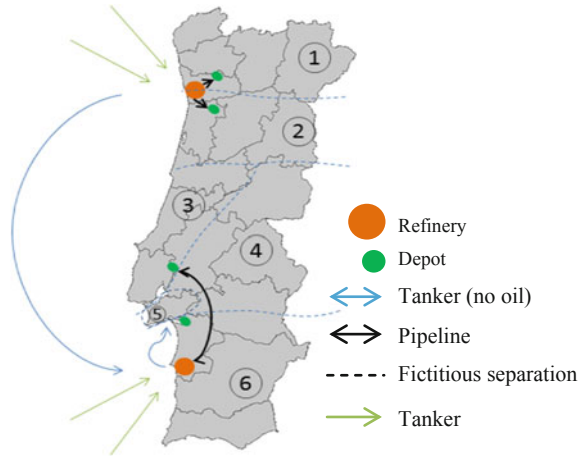 1
2
3
4
5
6
Refinery
Depot
Tanker (no oil)
Pipeline
Fictitious separation
Tanker